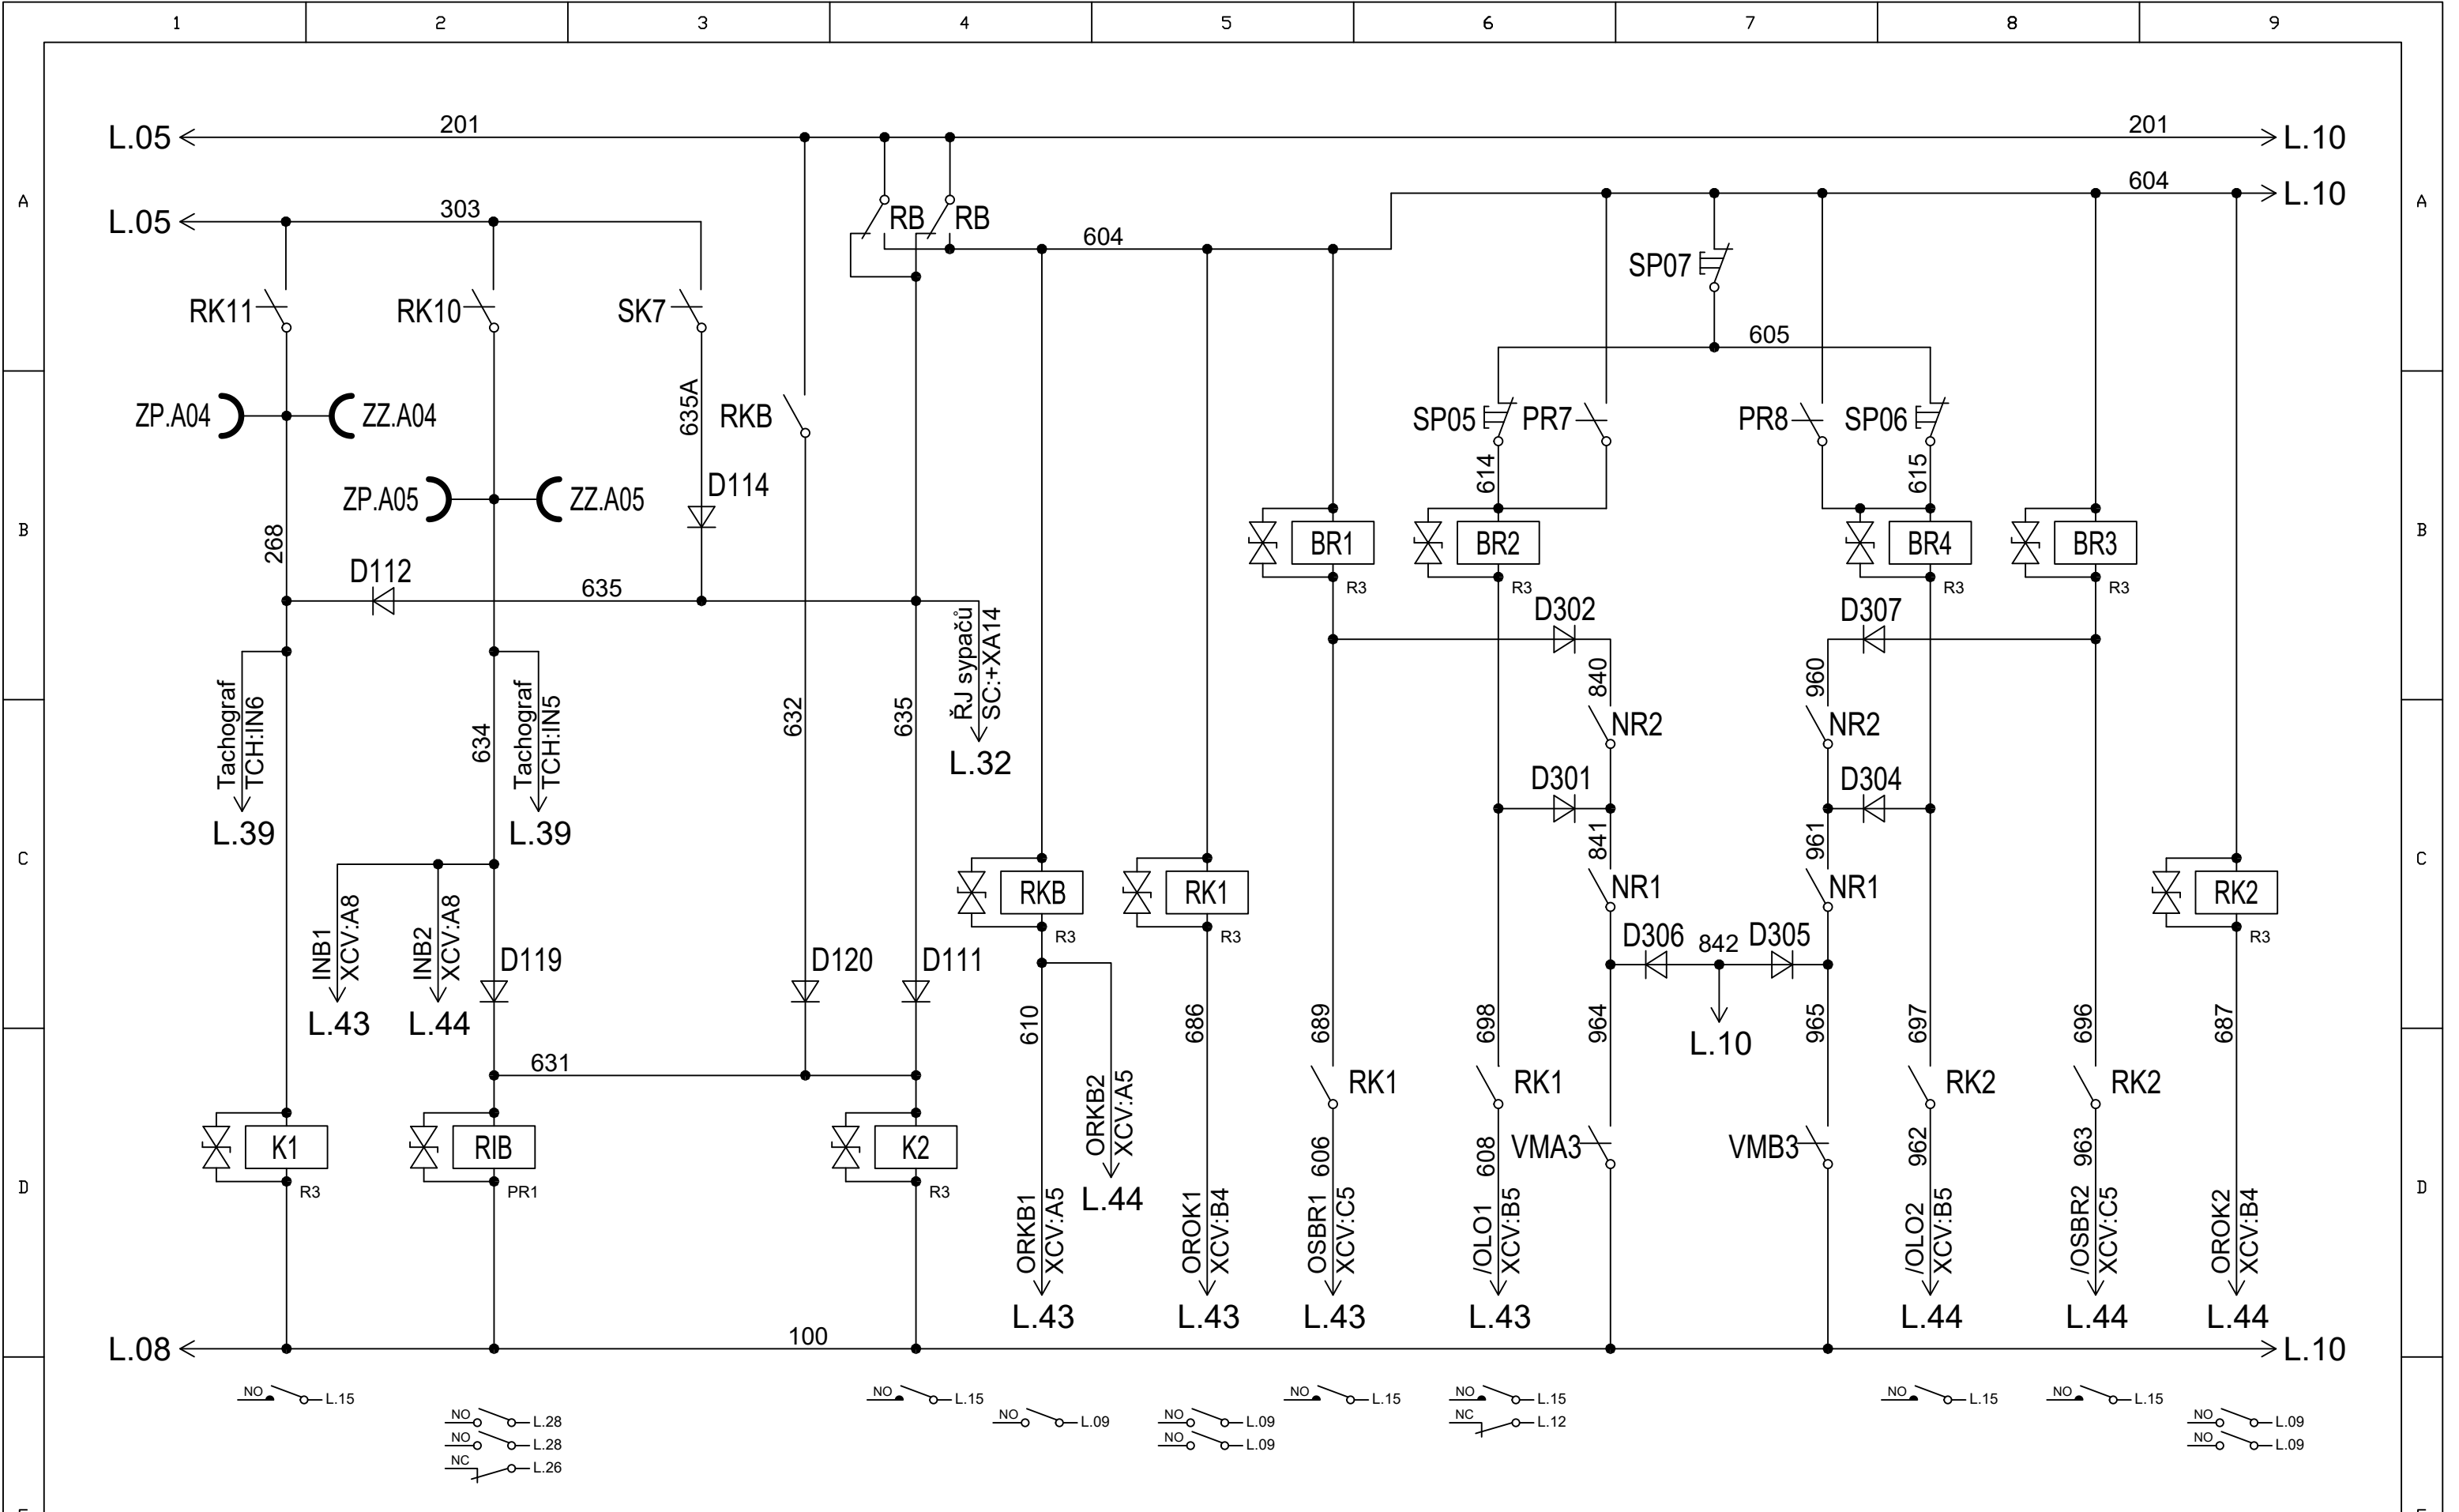 1 2 3 4 5 6 7 8 9
L.05 201 201 L.10
A 604 L.10 A
L.05 303 RB RB 604
SP07
RK11 RK10 SK7
605
635A
ZP.A04 ZZ.A04 RKB SP05 PR7 PR8 SP06
614 615
ZP.A05 ZZ.A05 D114
B 268 BR1 BR2 BR4 BR3 B
D112 635 R3 R3 R3 R3
D302 D307
ŘJ sypačů
SC:+XA14
840 960
Tachograf
TCH:IN6
634
Tachograf
TCH:IN5
632 635
NR2 NR2
L.32
D301 D304
L.39 L.39
841 961
C C
RKB RK1 NR1 NR1 RK2
R3 R3 R3
INB1
XCV:A8
INB2
XCV:A8
D119 D120 D111 D306 842 D305
L.43 L.44
610 686 689 698 964 965 697 696 687
L.10
631
RK1 RK1 RK2 RK2
ORKB2
XCV:A5
K1 RIB K2 606 608 VMA3 VMB3 962 963
D R3 PR1 R3 L.44 D
ORKB1
XCV:A5
OROK1
XCV:B4
OSBR1
XCV:C5
/OLO1
XCV:B5
/OLO2
XCV:B5
/OSBR2
XCV:C5
OROK2
XCV:B4
L.43 L.43 L.43 L.43 L.44 L.44 L.44
L.08 100 L.10
NO L.15 NO L.15 NO L.15 NO L.15 NO L.15 NO L.15
NO L.28 NO L.09 NO L.09 NC L.12 NO L.09
NO L.28 NO L.09 NO L.09
NC L.26